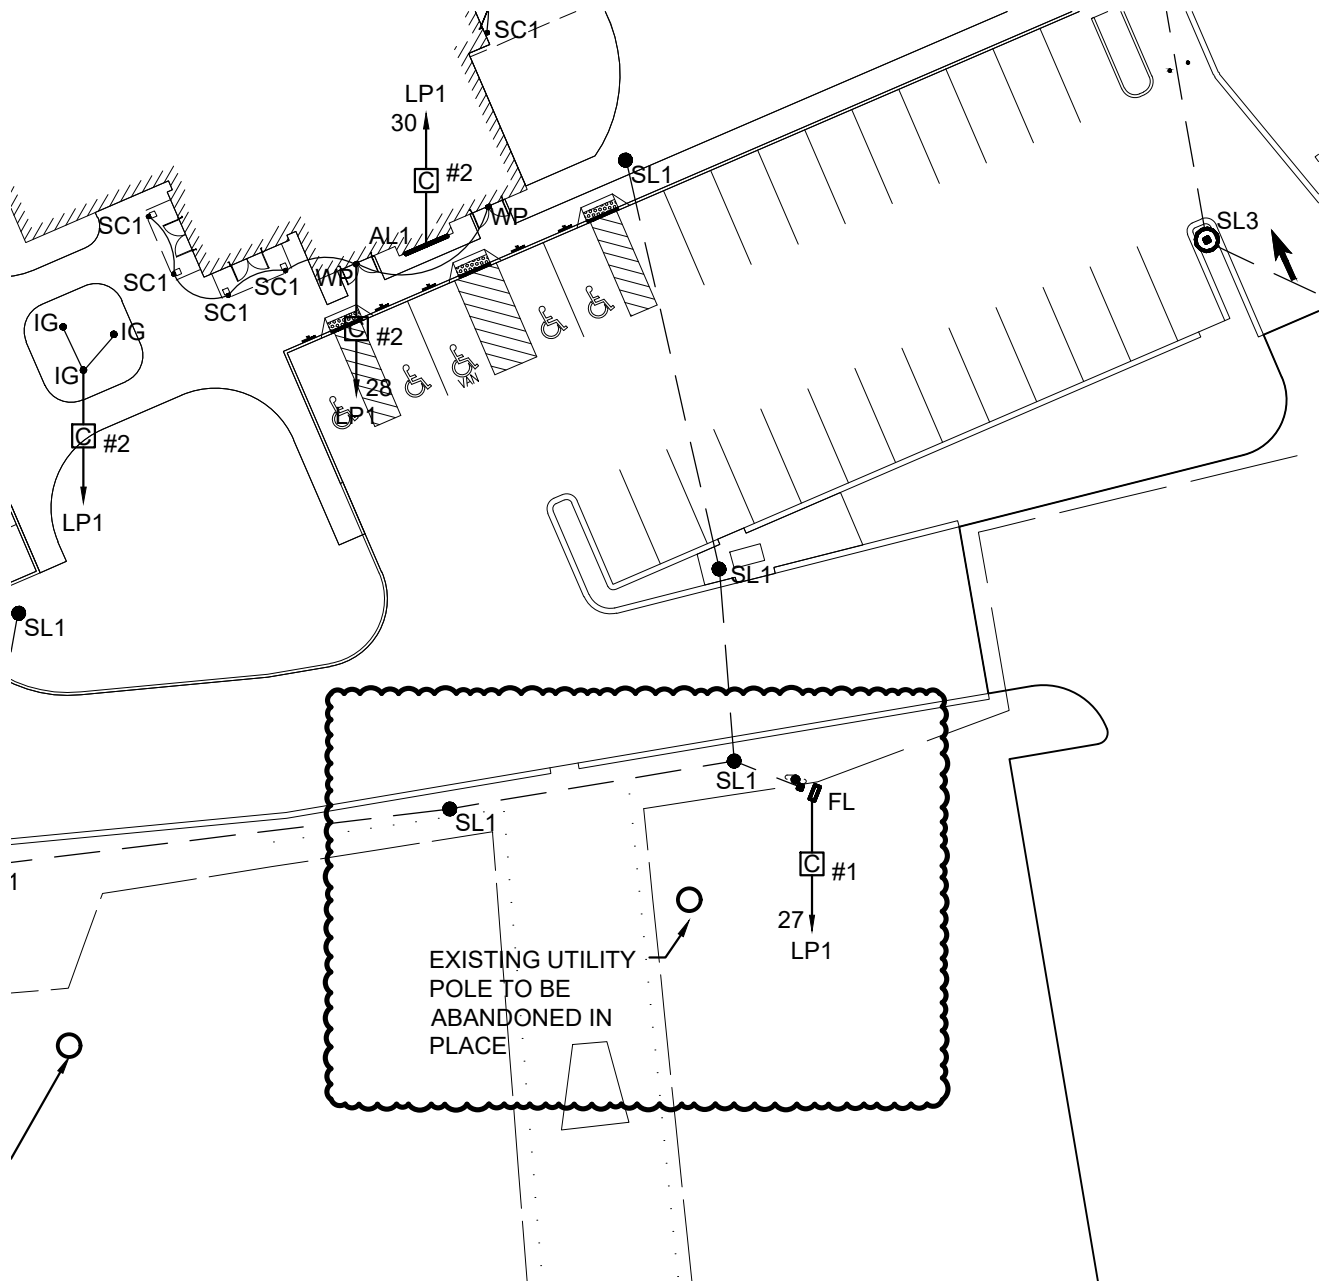 SC1
LP1
30
C
#2
SL1
SC1
WP
SL3
AL1
SC1
WP
SC1
SC1
IG
IG
C
#2
IG
VAN
28
LP1
C
#2
LP1
SL1
SL1
SL1
FL
SL1
C
#1
1
27
LP1
EXISTING UTILITY
POLE TO BE
ABANDONED IN
PLACE